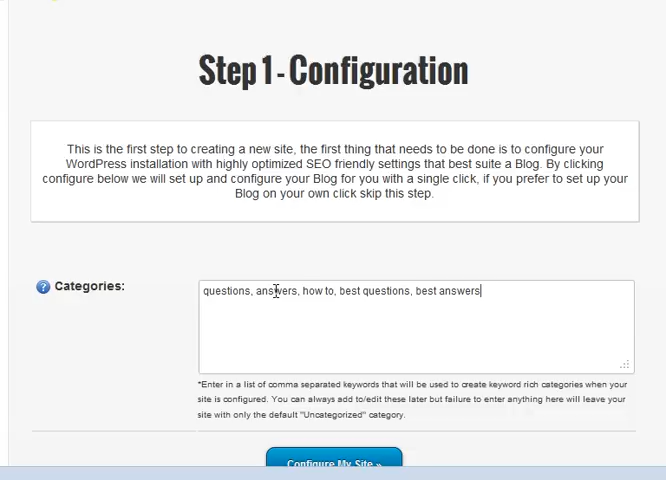 Step 1 - Configuration
This is the first step to creating a new site, the first thing that needs to be done is to configure your
WordPress installation with highly optimized SEO friendly settings that best suite a Blog. By clicking
configure below we will set up and configure your Blog for you with a single click, if you prefer to set up your
Blog on your own click skip this step.
? Categories:
questions, answers, how to, best questions, best answers
*Enter in a list of comma separated keywords that will be used to create keyword rich categories when your
site is configured. You can always add to/edit these later but failure to enter anything here will leave your
site with only the default "Uncategorized" category.
Configure My Site »